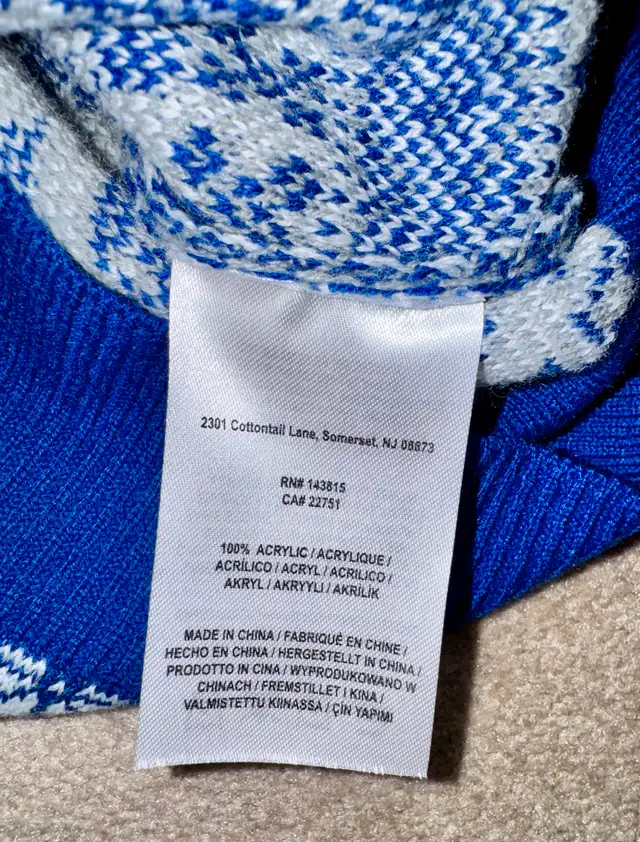 2301 Cottontail Lane, Somerset, NJ 08873
RN# 143815
CA# 22751
100% ACRYLIC / ACRYLIQUE /
ACRÍLICO / ACRYL / ACRILICO /
AKRYL / AKRYYLI / AKRİLİK
MADE IN CHINA / FABRIQUÉ EN CHINE /
HECHO EN CHINA / HERGESTELLT IN CHINA /
PRODOTTO IN CINA / WYPRODUKOWANO W
CHINACH / FREMSTILLET I KINA /
VALMISTETTU KIINASSA / ÇİN YAPIMI